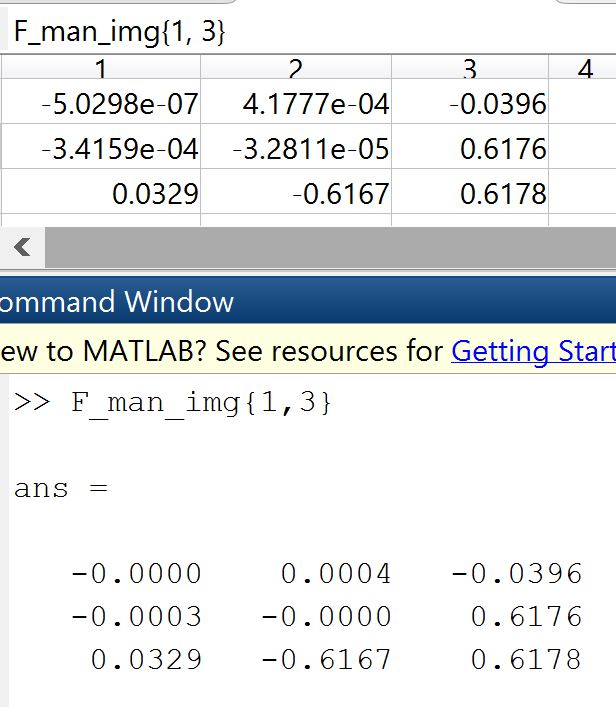 F_man_img{1, 3}
1 2 3 4
-5.0298e-07 4.1777e-04 -0.0396
-3.4159e-04 -3.2811e-05 0.6176
0.0329 -0.6167 0.6178
ommand Window
ew to MATLAB? See resources for Getting Start
>> F_man_img{1,3}
ans =
-0.0000 0.0004 -0.0396
-0.0003 -0.0000 0.6176
0.0329 -0.6167 0.6178